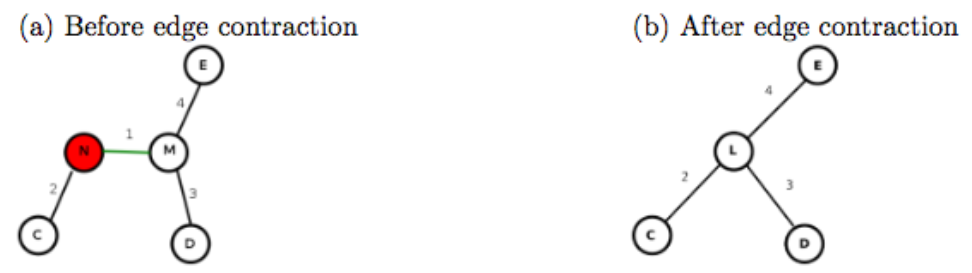 (a) Before edge contraction
(b) After edge contraction
E
4
1
N
M
2
3
C
D
E
4
L
2
3
C
D